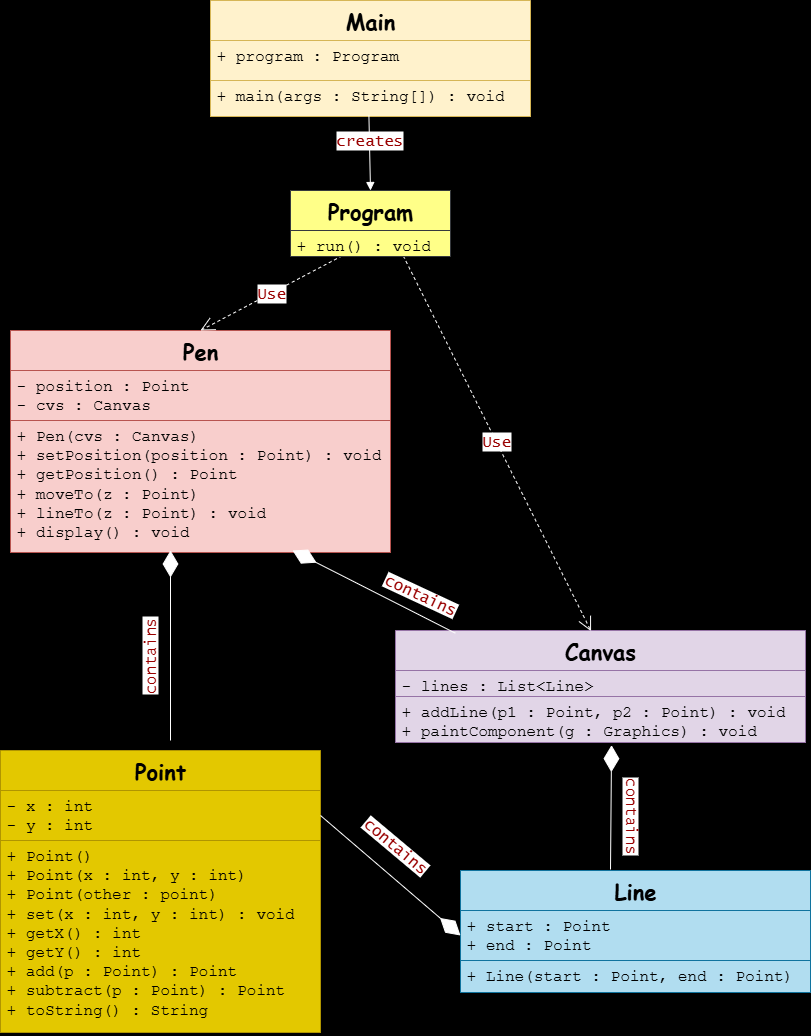 Main
+ program : Program
+ main(args : String[]) : void
creates
Program
+ run() : void
Use
Use
Pen
- position : Point
- cvs : Canvas
+ Pen(cvs : Canvas)
+ setPosition(position : Point) : void
+ getPosition() : Point
+ moveTo(z : Point)
+ lineTo(z : Point) : void
+ display() : void
contains
contains
Canvas
- lines : List<Line>
+ addLine(p1 : Point, p2 : Point) : void
+ paintComponent(g : Graphics) : void
contains
Point
- x : int
- y : int
+ Point()
+ Point(x : int, y : int)
+ Point(other : point)
+ set(x : int, y : int) : void
+ getX() : int
+ getY() : int
+ add(p : Point) : Point
+ subtract(p : Point) : Point
+ toString() : String
contains
Line
+ start : Point
+ end : Point
+ Line(start : Point, end : Point)